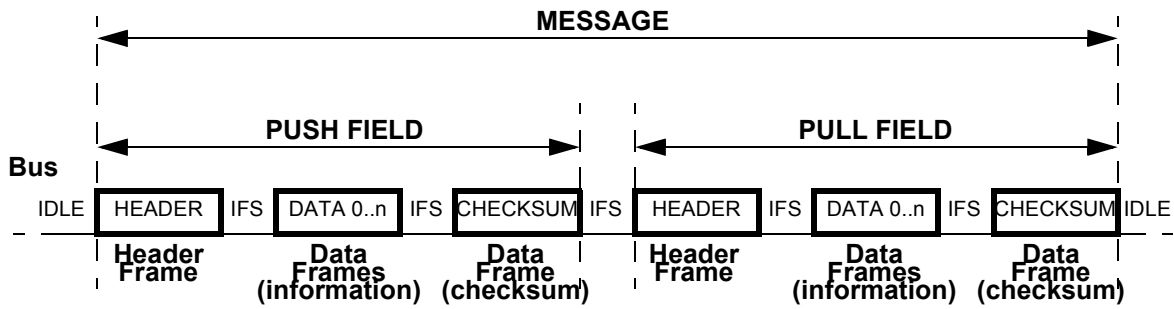 MESSAGE
PUSH FIELD PULL FIELD
Bus
IDLE HEADER IFS DATA 0..n IFS CHECKSUM IFS HEADER IFS DATA 0..n IFS CHECKSUM IDLE
Header Data Data Header Data Data
Frame Frames Frame Frame Frames Frame
(information) (checksum) (information) (checksum)